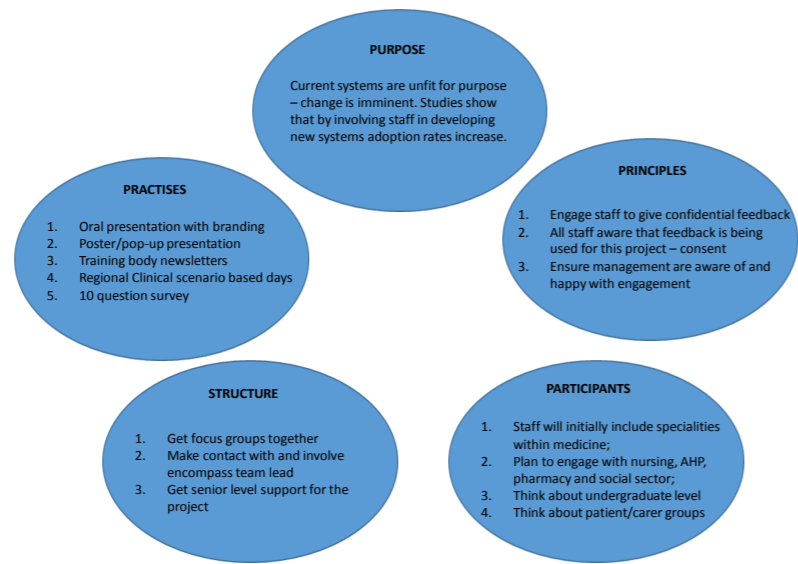 PURPOSE
Current systems are unfit for purpose
– change is imminent. Studies show
that by involving staff in developing
new systems adoption rates increase.
PRINCIPLES
1. Engage staff to give confidential feedback
2. All staff aware that feedback is being
used for this project – consent
3. Ensure management are aware of and
happy with engagement
PRACTISES
1. Oral presentation with branding
2. Poster/pop-up presentation
3. Training body newsletters
4. Regional Clinical scenario based days
5. 10 question survey
STRUCTURE
1. Get focus groups together
2. Make contact with and involve
encompass team lead
3. Get senior level support for the
project
PARTICIPANTS
1. Staff will initially include specialities
within medicine;
2. Plan to engage with nursing, AHP,
pharmacy and social sector;
3. Think about undergraduate level
4. Think about patient/carer groups